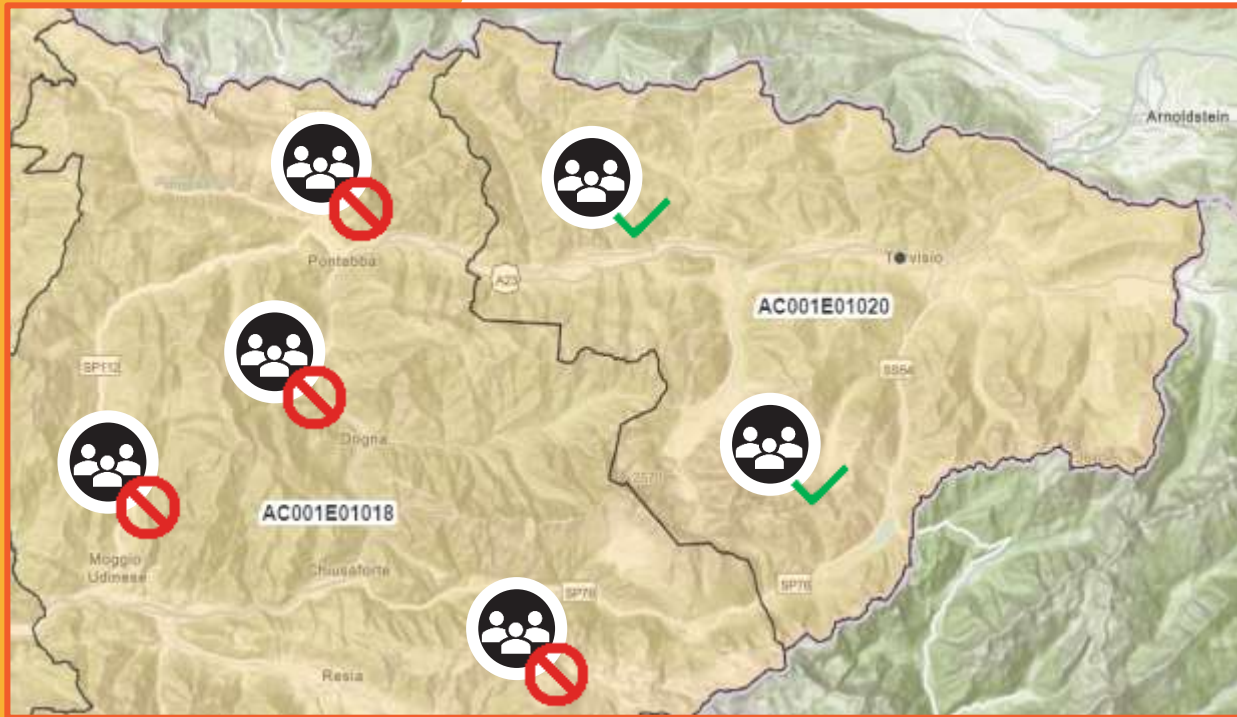 Arnoldstein
Pontebba
Tarvisio
A23
AC001E01020
SP112
SS54
Dogna
AC001E01018
Moggio
Udinese
Chiusaforte
SP76
SP76
Resia